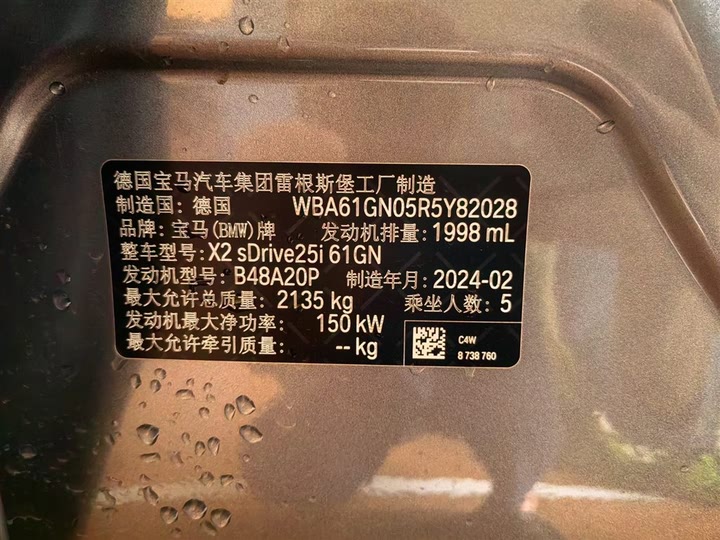 德国宝马汽车集团雷根斯堡工厂制造
制造国: 德国 WBA61GN05R5Y82028
品牌: 宝马(BMW)牌 发动机排量: 1998 mL
整车型号: X2 sDrive25i 61GN
发动机型号: B48A20P 制造年月: 2024-02
最大允许总质量: 2135 kg 乘坐人数: 5
发动机最大净功率: 150 kW
最大允许牵引质量: -- kg
C4W
8 738 760